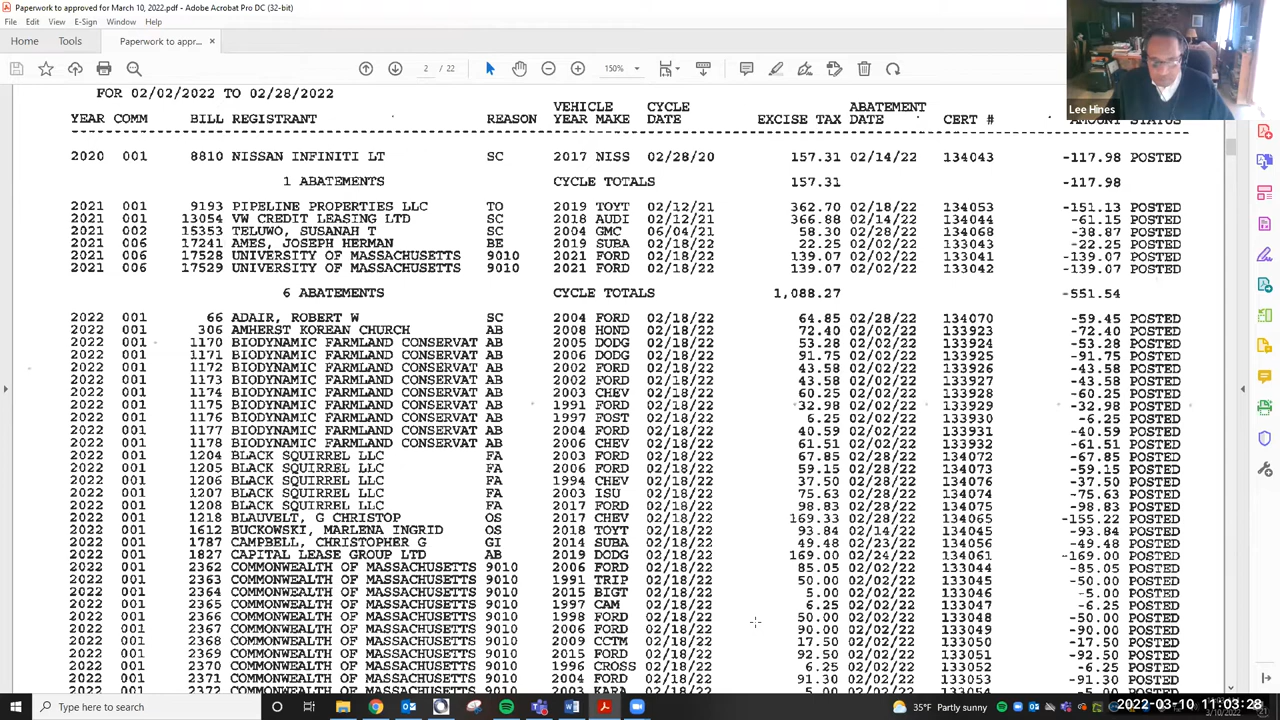 Paperwork to approved for March 10, 2022.pdf - Adobe Acrobat Pro DC (32-bit)
File Edit View E-Sign Window Help
Home Tools Paperwork to appr... ×
2 / 22 150%
Lee Hines
FOR 02/02/2022 TO 02/28/2022
VEHICLE CYCLE ABATEMENT
YEAR COMM BILL REGISTRANT REASON YEAR MAKE DATE EXCISE TAX DATE CERT # AMOUNT STATUS
2020 001 8810 NISSAN INFINITI LT SC 2017 NISS 02/28/20 157.31 02/14/22 134043 -117.98 POSTED
1 ABATEMENTS CYCLE TOTALS 157.31 -117.98
2021 001 9193 PIPELINE PROPERTIES LLC TO 2019 TOYT 02/12/21 362.70 02/18/22 134053 -151.13 POSTED
2021 001 13054 VW CREDIT LEASING LTD SC 2018 AUDI 02/12/21 366.88 02/14/22 134044 -61.15 POSTED
2021 002 15353 TELUWO, SUSANAH T SC 2004 GMC 06/04/21 58.30 02/28/22 134068 -38.87 POSTED
2021 006 17241 AMES, JOSEPH HERMAN BE 2019 SUBA 02/18/22 22.25 02/02/22 133043 -22.25 POSTED
2021 006 17528 UNIVERSITY OF MASSACHUSETTS 9010 2021 FORD 02/18/22 139.07 02/02/22 133041 -139.07 POSTED
2021 006 17529 UNIVERSITY OF MASSACHUSETTS 9010 2021 FORD 02/18/22 139.07 02/02/22 133042 -139.07 POSTED
6 ABATEMENTS CYCLE TOTALS 1,088.27 -551.54
2022 001 66 ADAIR, ROBERT W SC 2004 FORD 02/18/22 64.85 02/28/22 134070 -59.45 POSTED
2022 001 306 AMHERST KOREAN CHURCH AB 2008 HOND 02/18/22 72.40 02/02/22 133923 -72.40 POSTED
2022 001 1170 BIODYNAMIC FARMLAND CONSERVAT AB 2005 DODG 02/18/22 53.28 02/02/22 133924 -53.28 POSTED
2022 001 1171 BIODYNAMIC FARMLAND CONSERVAT AB 2006 DODG 02/18/22 91.75 02/02/22 133925 -91.75 POSTED
2022 001 1172 BIODYNAMIC FARMLAND CONSERVAT AB 2002 FORD 02/18/22 43.58 02/02/22 133926 -43.58 POSTED
2022 001 1173 BIODYNAMIC FARMLAND CONSERVAT AB 2002 FORD 02/18/22 43.58 02/02/22 133927 -43.58 POSTED
2022 001 1174 BIODYNAMIC FARMLAND CONSERVAT AB 2002 FORD 02/18/22 60.25 02/02/22 133928 -60.25 POSTED
2022 001 1175 BIODYNAMIC FARMLAND CONSERVAT AB 1991 FORD 02/18/22 32.98 02/02/22 133929 -32.98 POSTED
2022 001 1176 BIODYNAMIC FARMLAND CONSERVAT AB 1997 FOST 02/18/22 6.25 02/02/22 133930 -6.25 POSTED
2022 001 1177 BIODYNAMIC FARMLAND CONSERVAT AB 2004 FORD 02/18/22 40.59 02/02/22 133931 -40.59 POSTED
2022 001 1178 BIODYNAMIC FARMLAND CONSERVAT AB 2006 CHEV 02/18/22 61.51 02/02/22 133932 -61.51 POSTED
2022 001 1204 BLACK SQUIRREL LLC FA 2003 FORD 02/18/22 67.85 02/28/22 134072 -67.85 POSTED
2022 001 1205 BLACK SQUIRREL LLC FA 2006 FORD 02/18/22 59.15 02/28/22 134073 -59.15 POSTED
2022 001 1206 BLACK SQUIRREL LLC FA 1994 CHEV 02/18/22 37.50 02/28/22 134076 -37.50 POSTED
2022 001 1207 BLACK SQUIRREL LLC FA 2003 ISU 02/18/22 75.63 02/28/22 134074 -75.63 POSTED
2022 001 1208 BLACK SQUIRREL LLC FA 2017 FORD 02/18/22 98.83 02/28/22 134075 -98.83 POSTED
2022 001 1218 BLAUVELT, G CHRISTOP OS 2017 CHEV 02/18/22 169.33 02/28/22 134065 -155.22 POSTED
2022 001 1612 BUCKOWSKI, MARLENA INGRID OS 2018 TOYT 02/18/22 93.84 02/14/22 134045 -93.84 POSTED
2022 001 1787 CAMPBELL, CHRISTOPHER G GI 2014 SUBA 02/18/22 49.48 02/23/22 134056 -49.48 POSTED
2022 001 1827 CAPITAL LEASE GROUP LTD AB 2019 DODG 02/18/22 169.00 02/24/22 134061 -169.00 POSTED
2022 001 2362 COMMONWEALTH OF MASSACHUSETTS 9010 2006 FORD 02/18/22 85.05 02/02/22 133044 -85.05 POSTED
2022 001 2363 COMMONWEALTH OF MASSACHUSETTS 9010 1991 TRIP 02/18/22 50.00 02/02/22 133045 -50.00 POSTED
2022 001 2364 COMMONWEALTH OF MASSACHUSETTS 9010 2015 BIGT 02/18/22 5.00 02/02/22 133046 -5.00 POSTED
2022 001 2365 COMMONWEALTH OF MASSACHUSETTS 9010 1997 CAM 02/18/22 6.25 02/02/22 133047 -6.25 POSTED
2022 001 2366 COMMONWEALTH OF MASSACHUSETTS 9010 1998 FORD 02/18/22 50.00 02/02/22 133048 -50.00 POSTED
2022 001 2367 COMMONWEALTH OF MASSACHUSETTS 9010 2006 FORD 02/18/22 90.00 02/02/22 133049 -90.00 POSTED
2022 001 2368 COMMONWEALTH OF MASSACHUSETTS 9010 2009 CCTM 02/18/22 17.50 02/02/22 133050 -17.50 POSTED
2022 001 2369 COMMONWEALTH OF MASSACHUSETTS 9010 2015 FORD 02/18/22 92.50 02/02/22 133051 -92.50 POSTED
2022 001 2370 COMMONWEALTH OF MASSACHUSETTS 9010 1996 CROSS 02/18/22 6.25 02/02/22 133052 -6.25 POSTED
2022 001 2371 COMMONWEALTH OF MASSACHUSETTS 9010 2004 FORD 02/18/22 91.30 02/02/22 133053 -91.30 POSTED
2022 001 2372 COMMONWEALTH OF MASSACHUSETTS 9010 2003 KARA 02/18/22 5.00 02/02/22 133054 -5.00 POSTED
Type here to search
35°F Partly sunny
2022-03-10 11:03:28